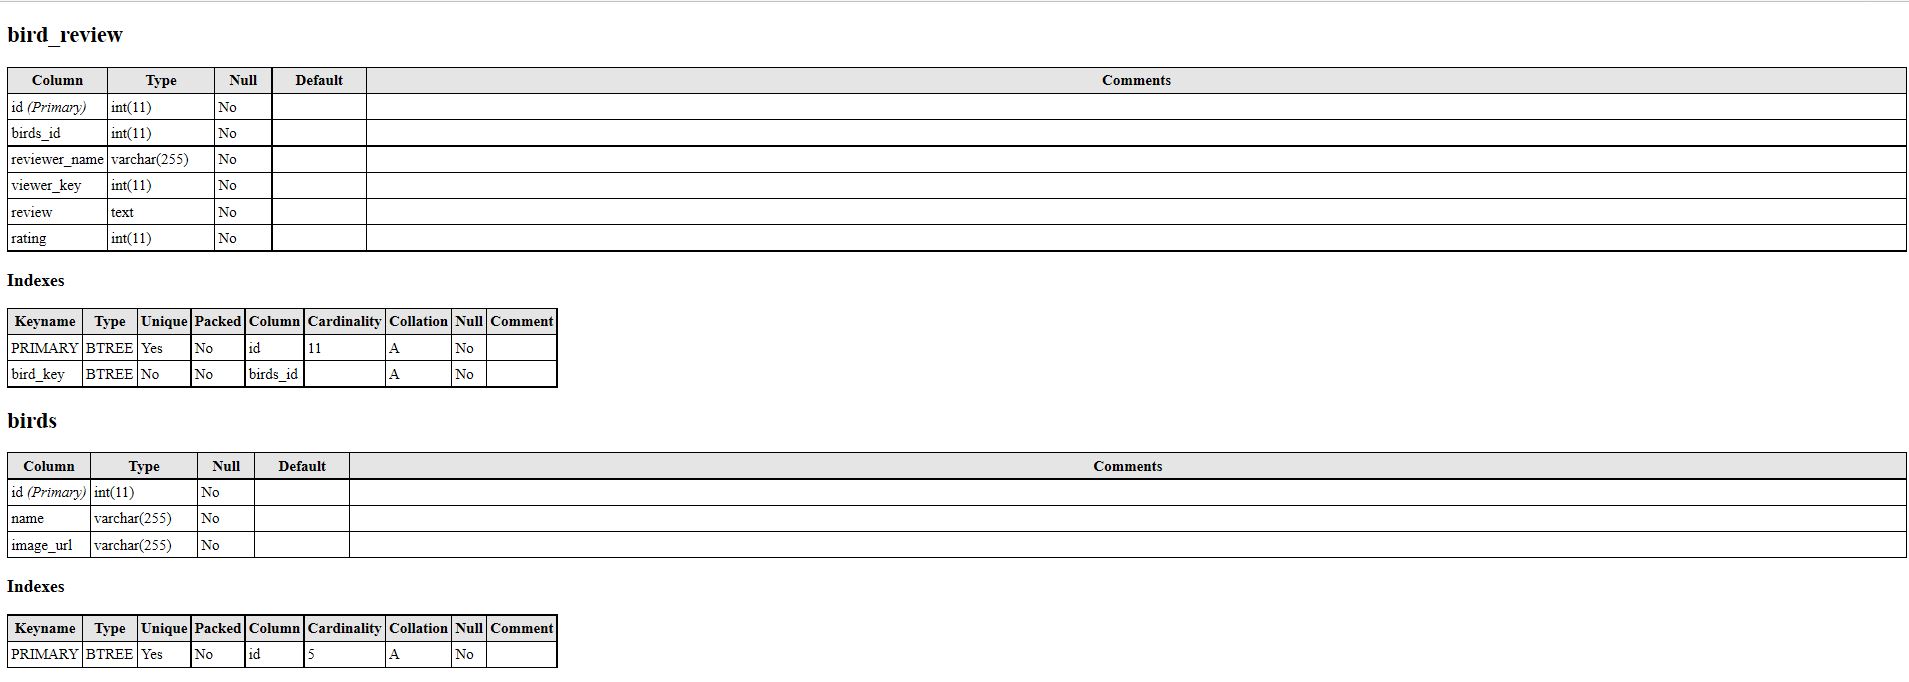 bird_review
Column Type Null Default Comments
id (Primary) int(11) No
birds_id int(11) No
reviewer_name varchar(255) No
viewer_key int(11) No
review text No
rating int(11) No
Indexes
Keyname Type Unique Packed Column Cardinality Collation Null Comment
PRIMARY BTREE Yes No id 11 A No
bird_key BTREE No No birds_id A No
birds
Column Type Null Default Comments
id (Primary) int(11) No
name varchar(255) No
image_url varchar(255) No
Indexes
Keyname Type Unique Packed Column Cardinality Collation Null Comment
PRIMARY BTREE Yes No id 5 A No